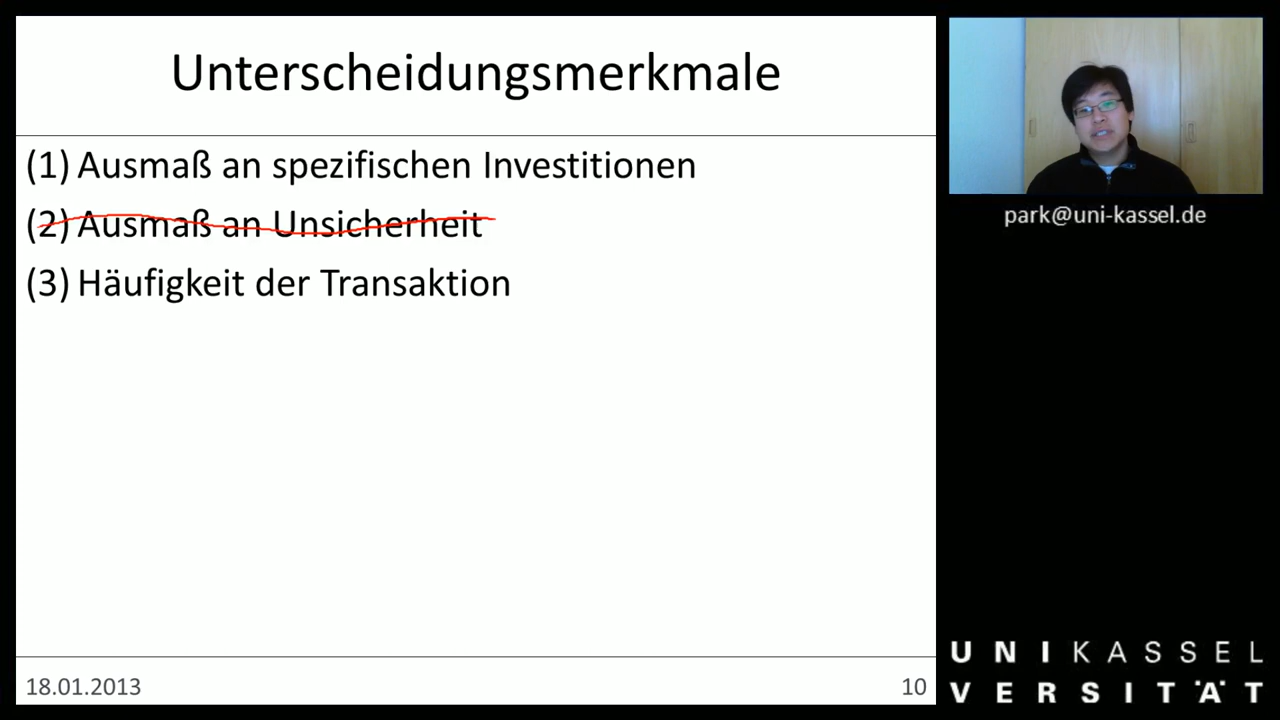 Unterscheidungsmerkmale
(1) Ausmaß an spezifischen Investitionen
(2) Ausmaß an Unsicherheit
(3) Häufigkeit der Transaktion
18.01.2013
10
park@uni-kassel.de
UNIKASSEL
VERSITÄT